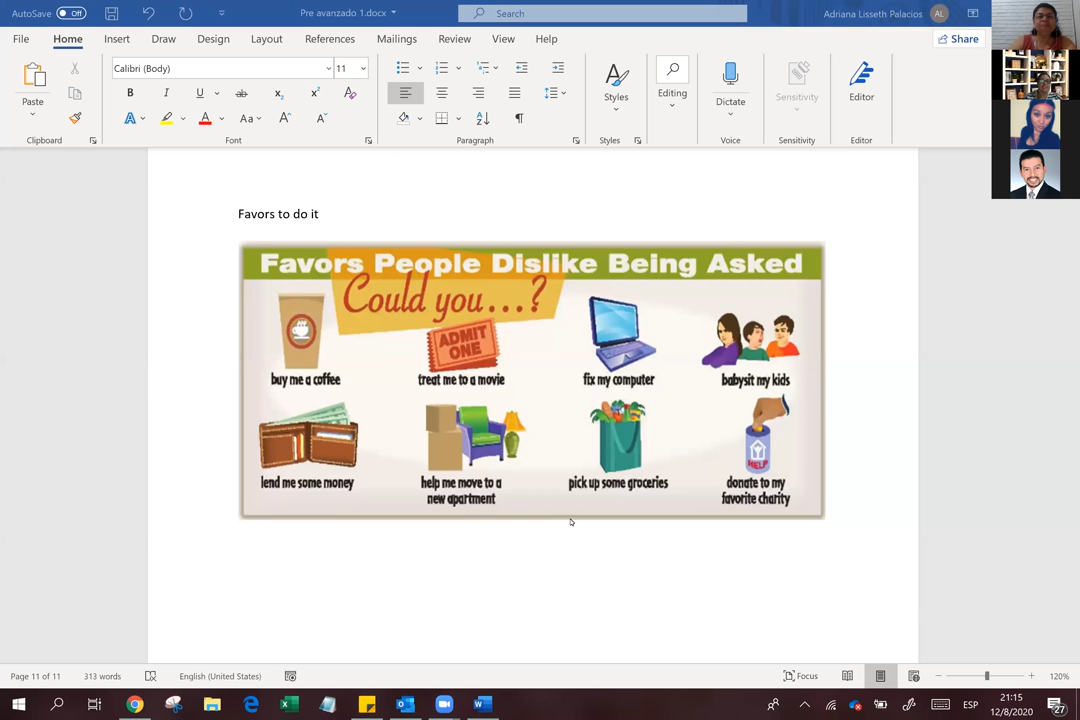 AutoSave Off
Pre avanzado 1.docx
Search
Adriana Lisseth Palacios AL
File Home Insert Draw Design Layout References Mailings Review View Help
Share
Paste
Calibri (Body) 11
B I U ab x₂ x²
A A Aa A A
Styles
Editing
Dictate
Sensitivity
Editor
Clipboard Font Paragraph Styles Voice Sensitivity Editor
Favors to do it
Favors People Dislike Being Asked
Could you...?
ADMIT
ONE
buy me a coffee
treat me to a movie
fix my computer
babysit my kids
HELP
lend me some money
help me move to a
new apartment
pick up some groceries
donate to my
favorite charity
Page 11 of 11 313 words English (United States) Focus 120%
ESP
21:15
12/8/2020
27